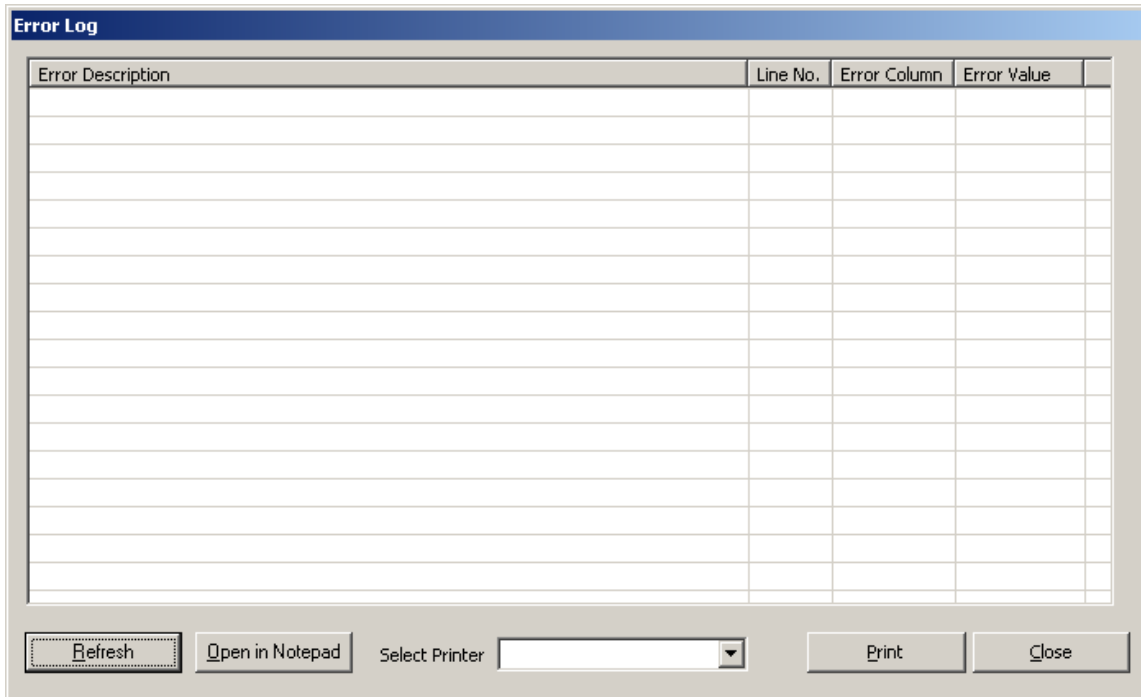 Error Log
Error Description Line No. Error Column Error Value
Refresh Open in Notepad Select Printer Print Close